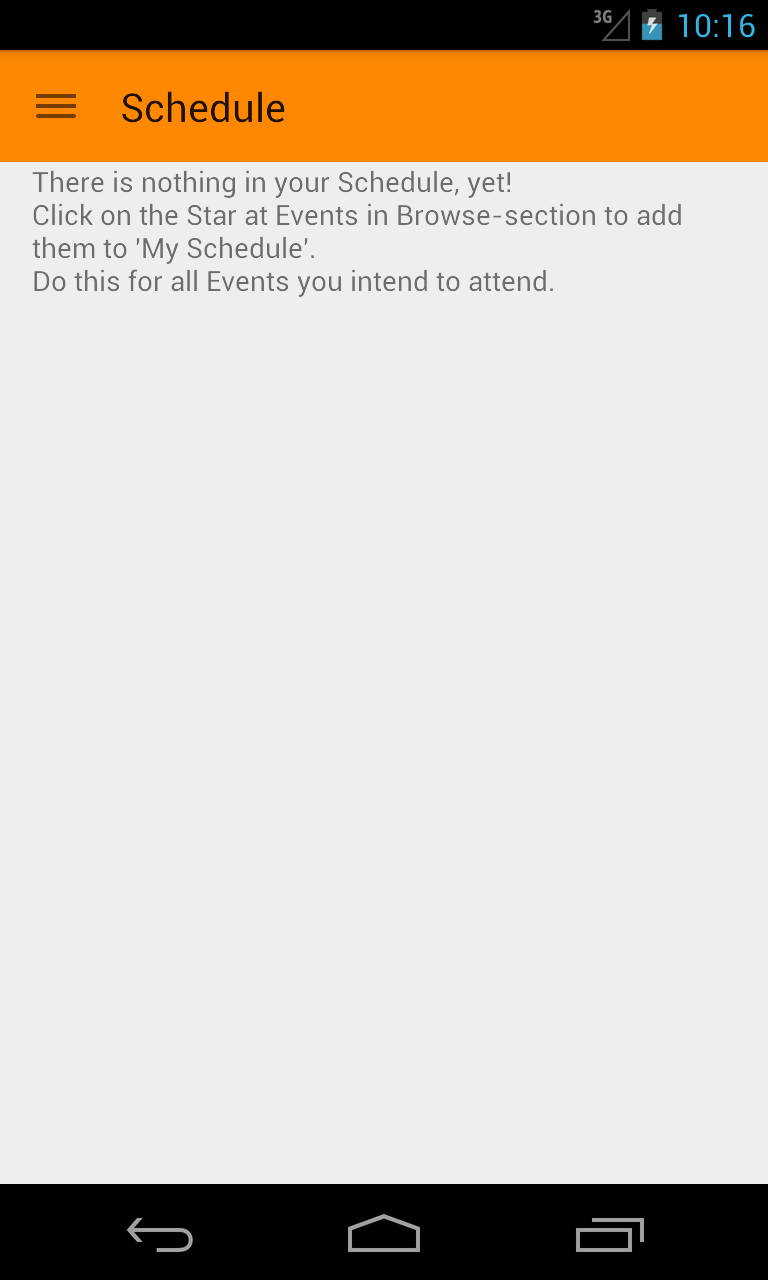 3G 10:16
Schedule
There is nothing in your Schedule, yet!
Click on the Star at Events in Browse-section to add
them to 'My Schedule'.
Do this for all Events you intend to attend.